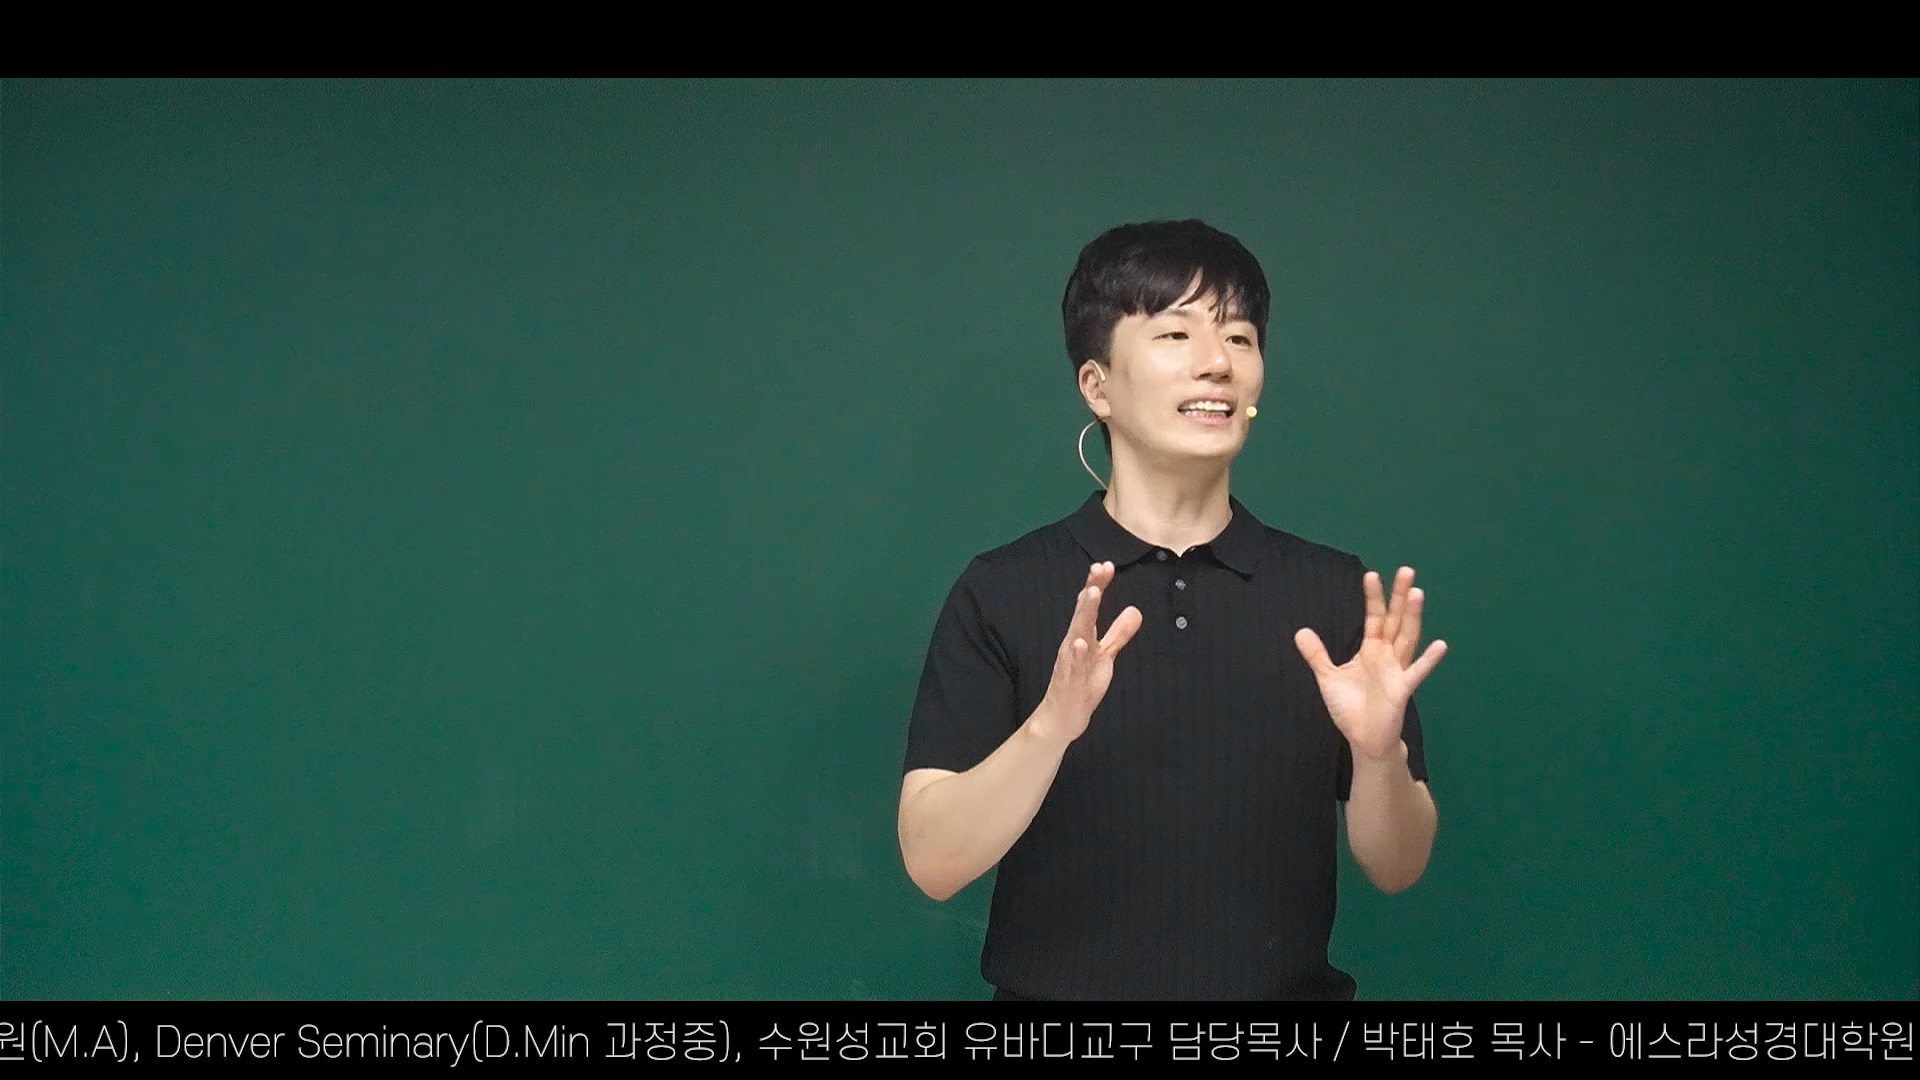 원(M.A), Denver Seminary(D.Min 과정중), 수원성교회 유바디교구 담당목사 / 박태호 목사 - 에스라성경대학원